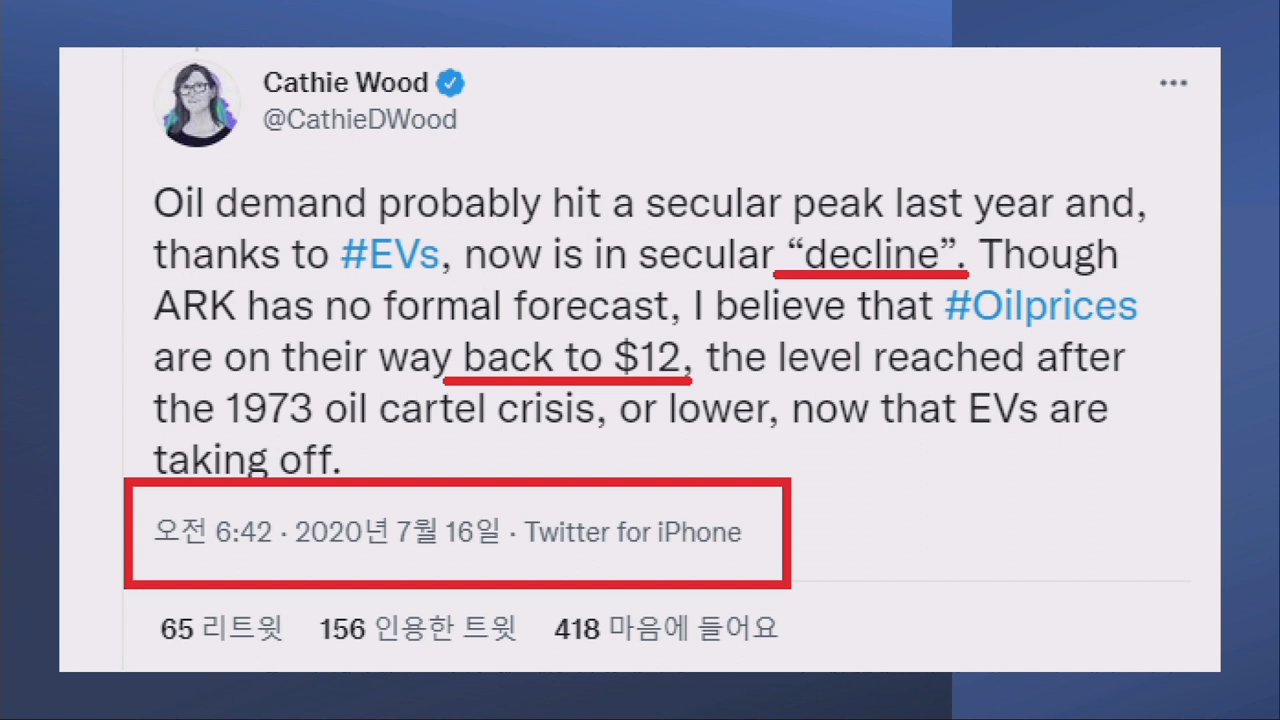 Cathie Wood
@CathieDWood
Oil demand probably hit a secular peak last year and,
thanks to #EVs, now is in secular “decline”. Though
ARK has no formal forecast, I believe that #Oilprices
are on their way back to $12, the level reached after
the 1973 oil cartel crisis, or lower, now that EVs are
taking off.
오전 6:42 · 2020년 7월 16일 · Twitter for iPhone
65 리트윗 156 인용한 트윗 418 마음에 들어요